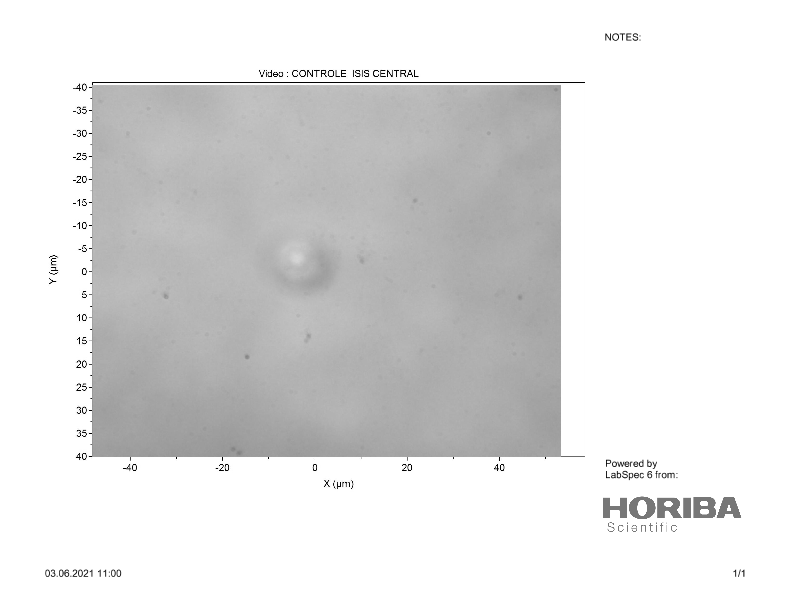 NOTES:
Video : CONTROLE ISIS CENTRAL
-40
-35
-30
-25
-20
-15
-10
-5
0
5
10
15
20
25
30
35
40
Y (µm)
-40 -20 0 20 40
X (µm)
Powered by
LabSpec 6 from:
HORIBA
Scientific
03.06.2021 11:00 1/1